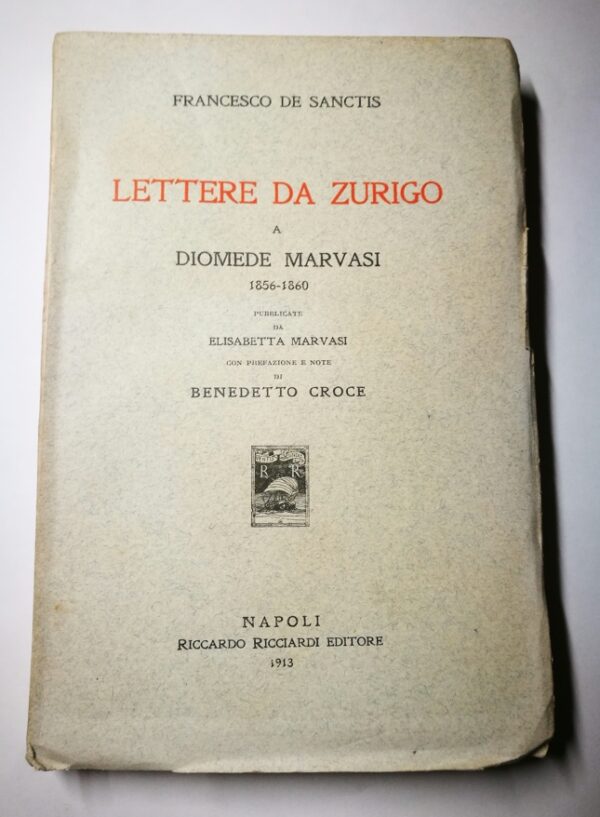 FRANCESCO DE SANCTIS
LETTERE DA ZURIGO
A
DIOMEDE MARVASI
1856-1860
PUBBLICATE
DA
ELISABETTA MARVASI
CON PREFAZIONE E NOTE
DI
BENEDETTO CROCE
R R
NAPOLI
RICCARDO RICCIARDI EDITORE
1913